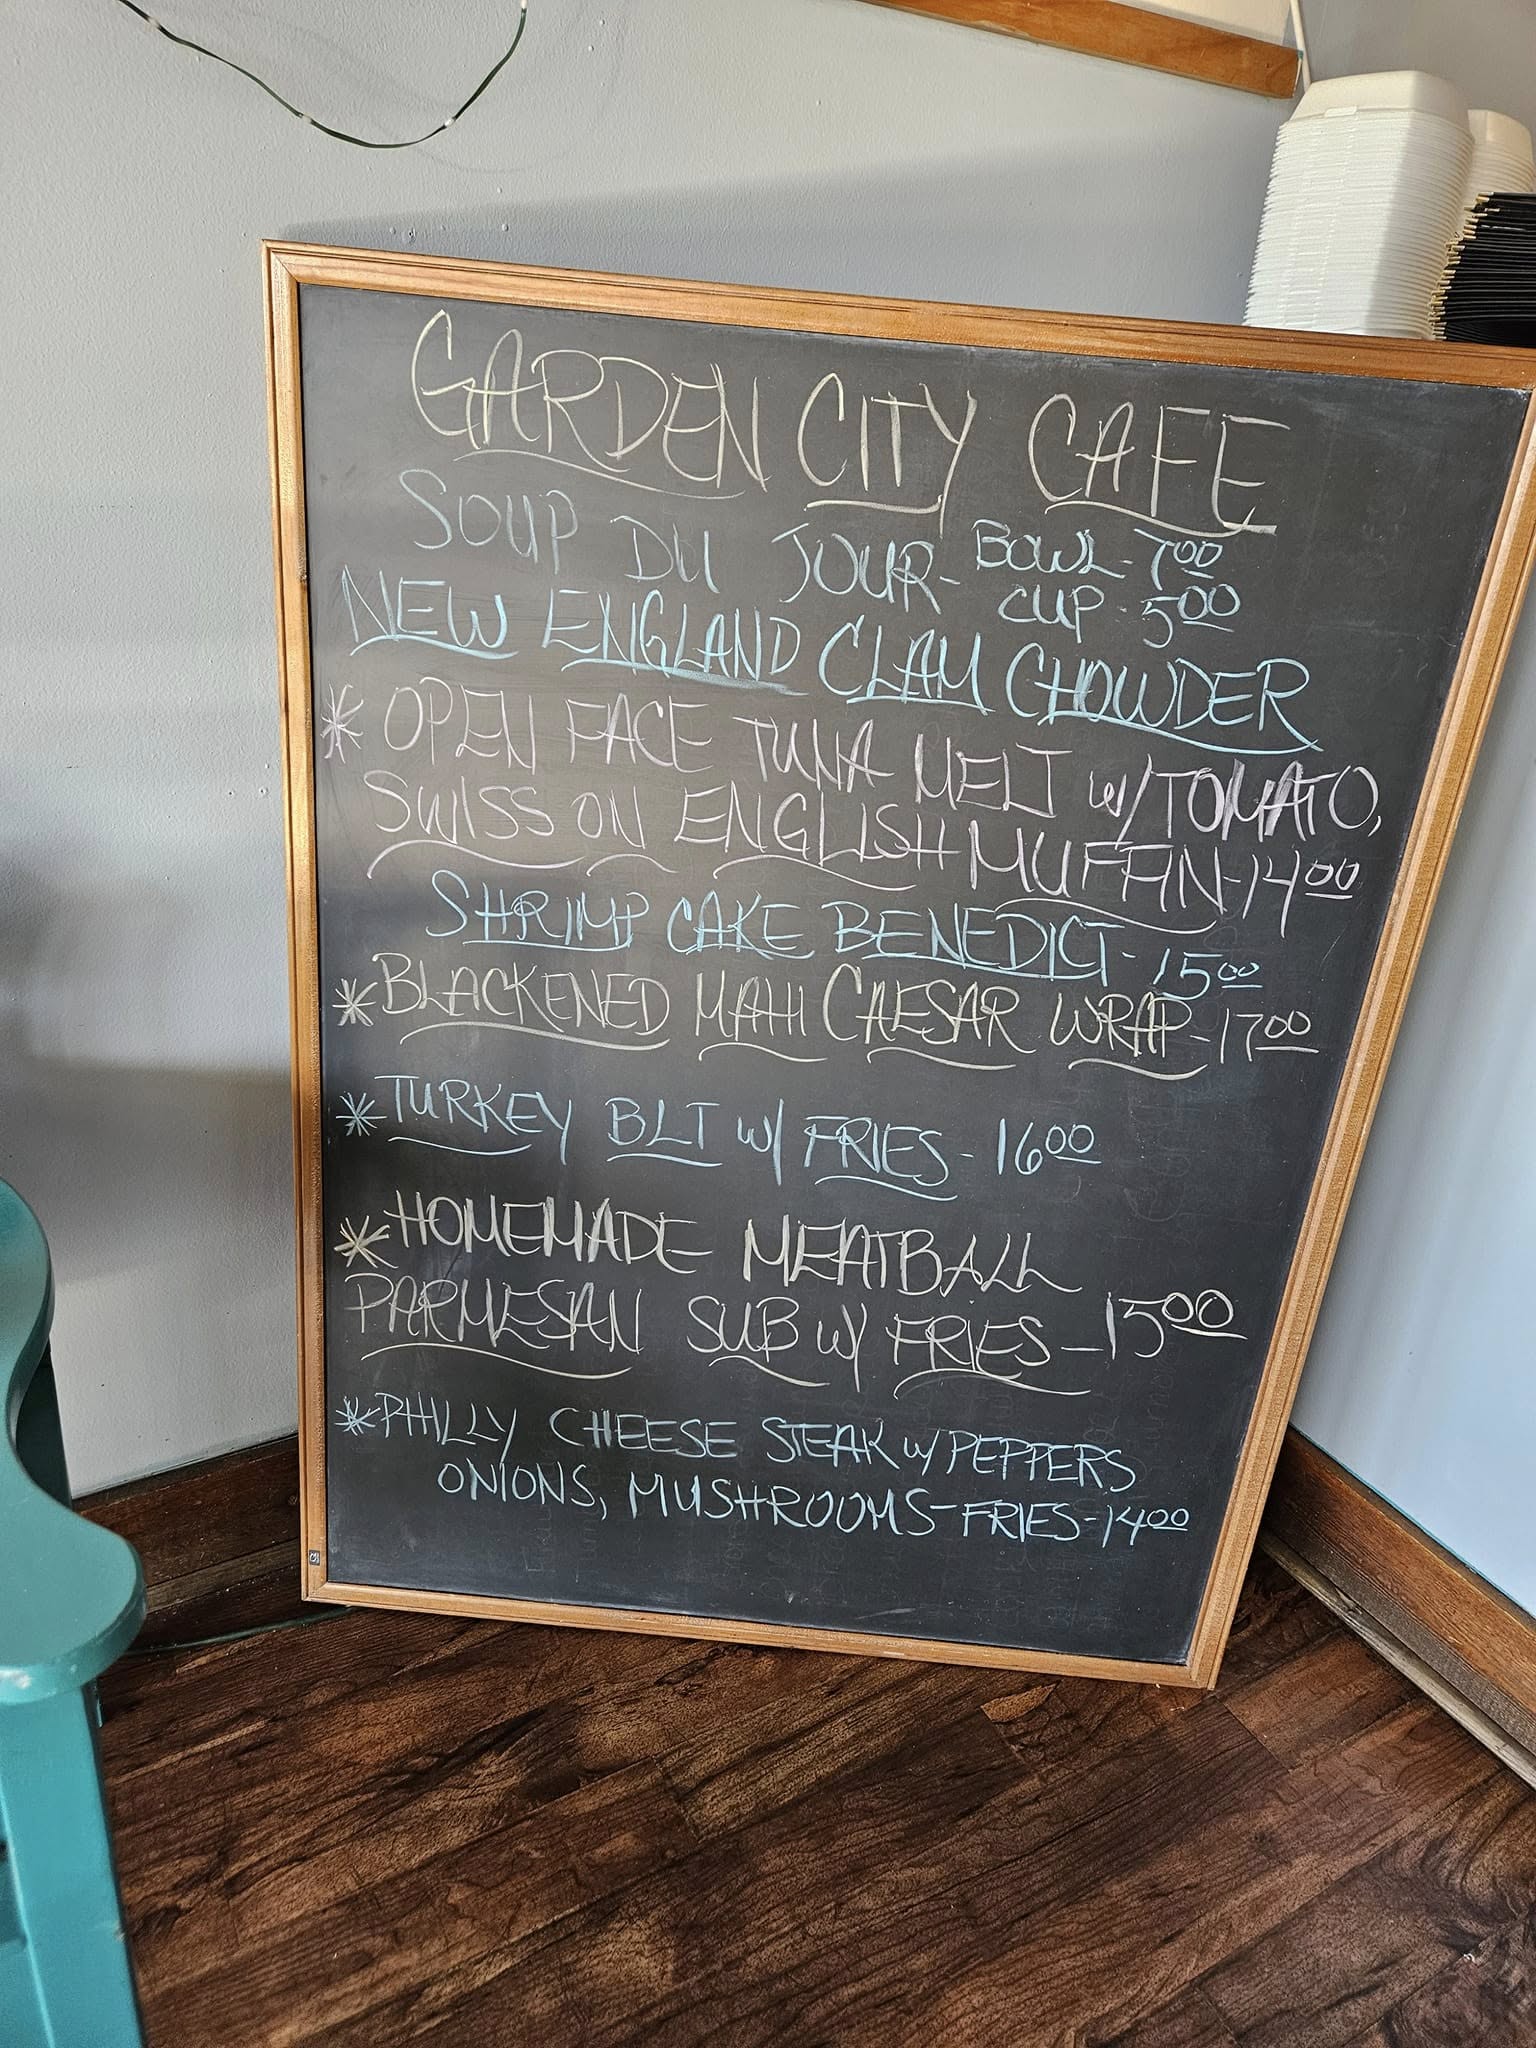 GARDEN CITY CAFE
SOUP DU JOUR - BOWL - 7.00
CUP - 5.00
NEW ENGLAND CLAM CHOWDER
* OPEN FACE TUNA MELT w/ TOMATO,
SWISS ON ENGLISH MUFFIN - 14.00
SHRIMP CAKE BENEDICT - 15.00
* BLACKENED MAHI CAESAR WRAP - 17.00
* TURKEY BLT w/ FRIES - 16.00
* HOMEMADE MEATBALL
PARMESAN SUB w/ FRIES - 15.00
* PHILLY CHEESE STEAK w/ PEPPERS
ONIONS, MUSHROOMS - FRIES - 14.00